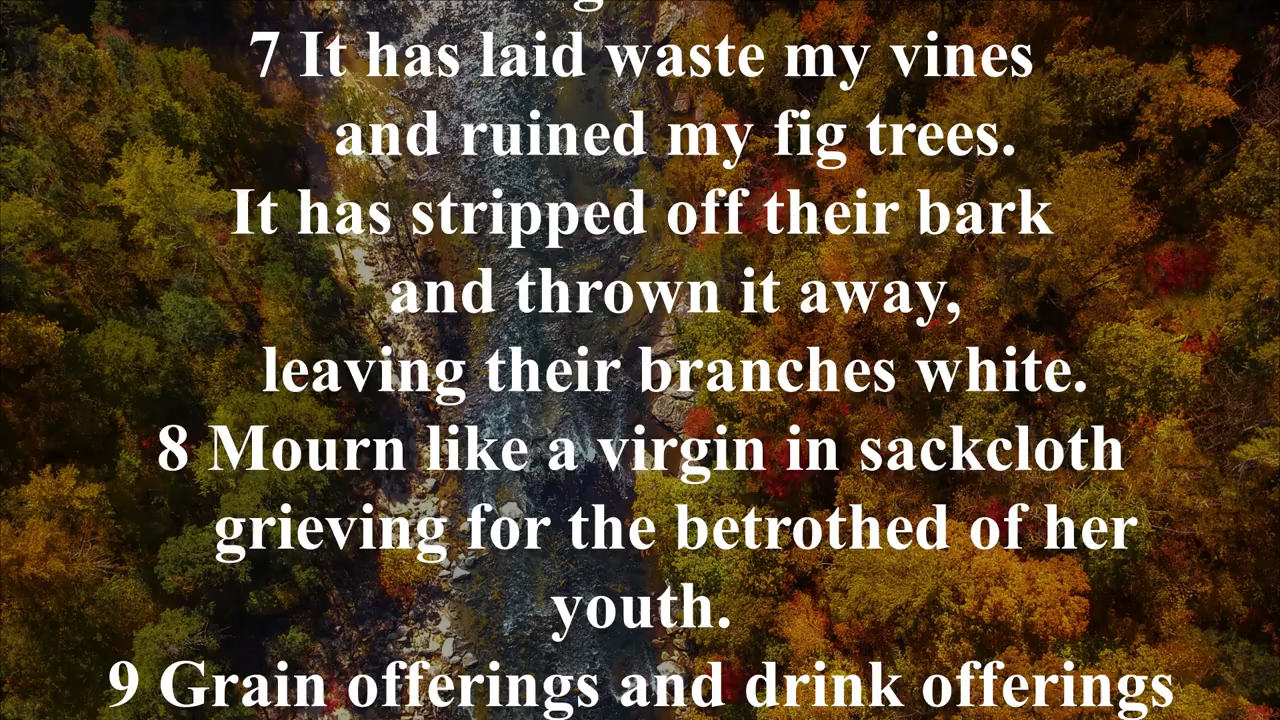 7 It has laid waste my vines
and ruined my fig trees.
It has stripped off their bark
and thrown it away,
leaving their branches white.
8 Mourn like a virgin in sackcloth
grieving for the betrothed of her
youth.
9 Grain offerings and drink offerings